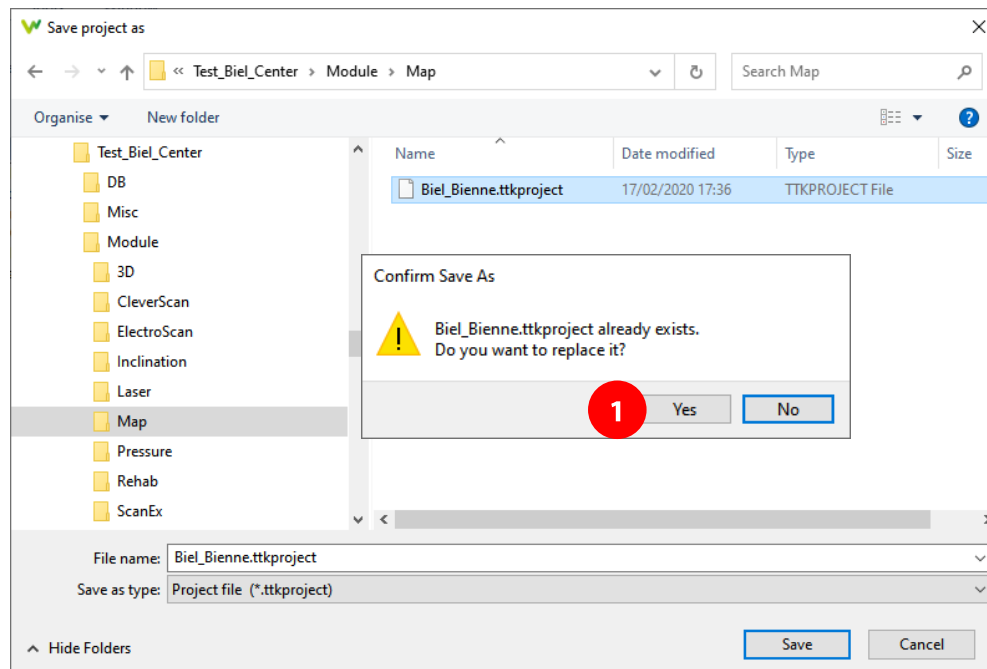 Save project as
« Test_Biel_Center > Module > Map
Search Map
Organise
New folder
Name
Date modified
Type
Size
Biel_Bienne.ttkproject
17/02/2020 17:36
TTKPROJECT File
Test_Biel_Center
DB
Misc
Module
3D
CleverScan
ElectroScan
Inclination
Laser
Map
Pressure
Rehab
ScanEx
Confirm Save As
Biel_Bienne.ttkproject already exists.
Do you want to replace it?
1
Yes
No
File name: Biel_Bienne.ttkproject
Save as type: Project file (*.ttkproject)
Hide Folders
Save
Cancel